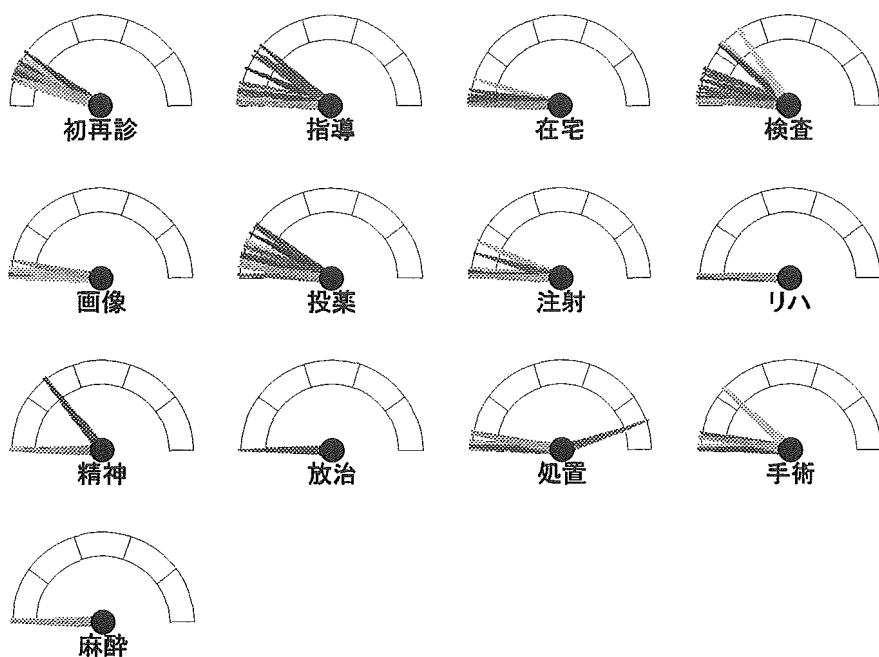 初再診
指導
在宅
検査
画像
投薬
注射
リハ
精神
放治
処置
手術
麻酔